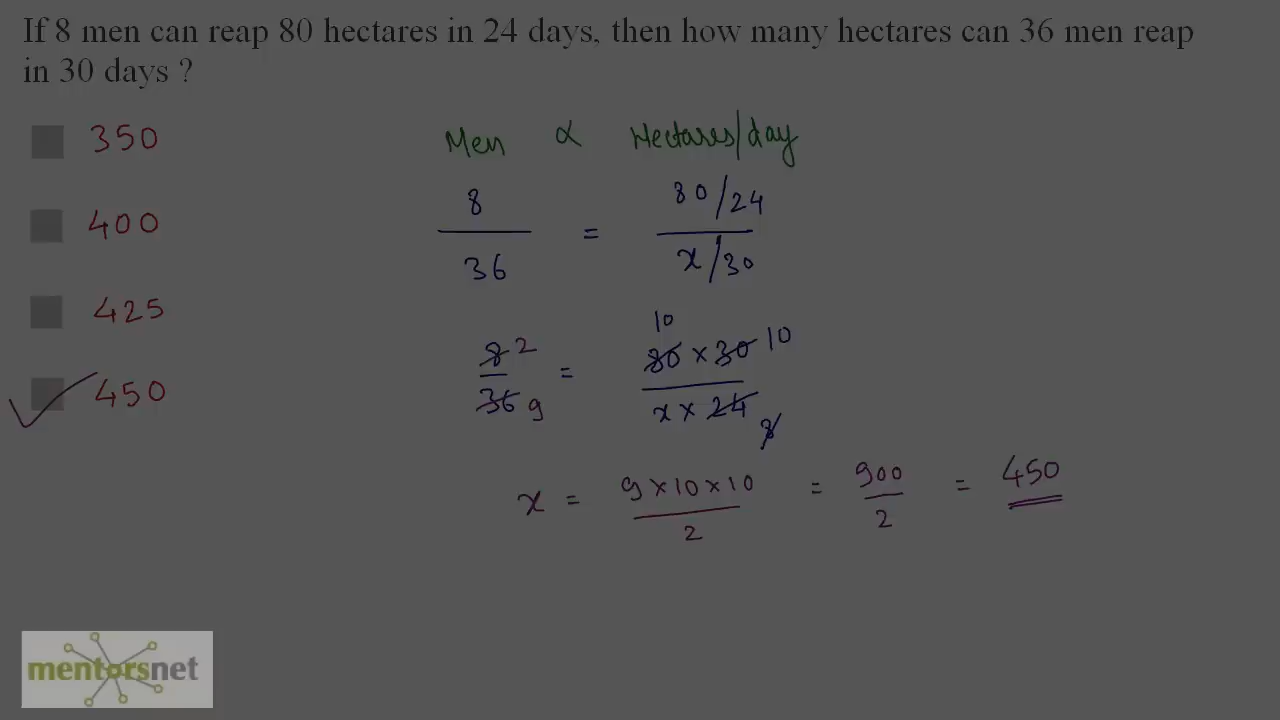 If 8 men can reap 80 hectares in 24 days, then how many hectares can 36 men reap
in 30 days ?
350
400
425
450
Men ∝ Hectares/day
8 = 80/24
36 x/30
10
8 2 = 80 × 30 10
36 9 x × 24
8
x = 9 × 10 × 10 = 900 = 450
2 2
mentorsnet